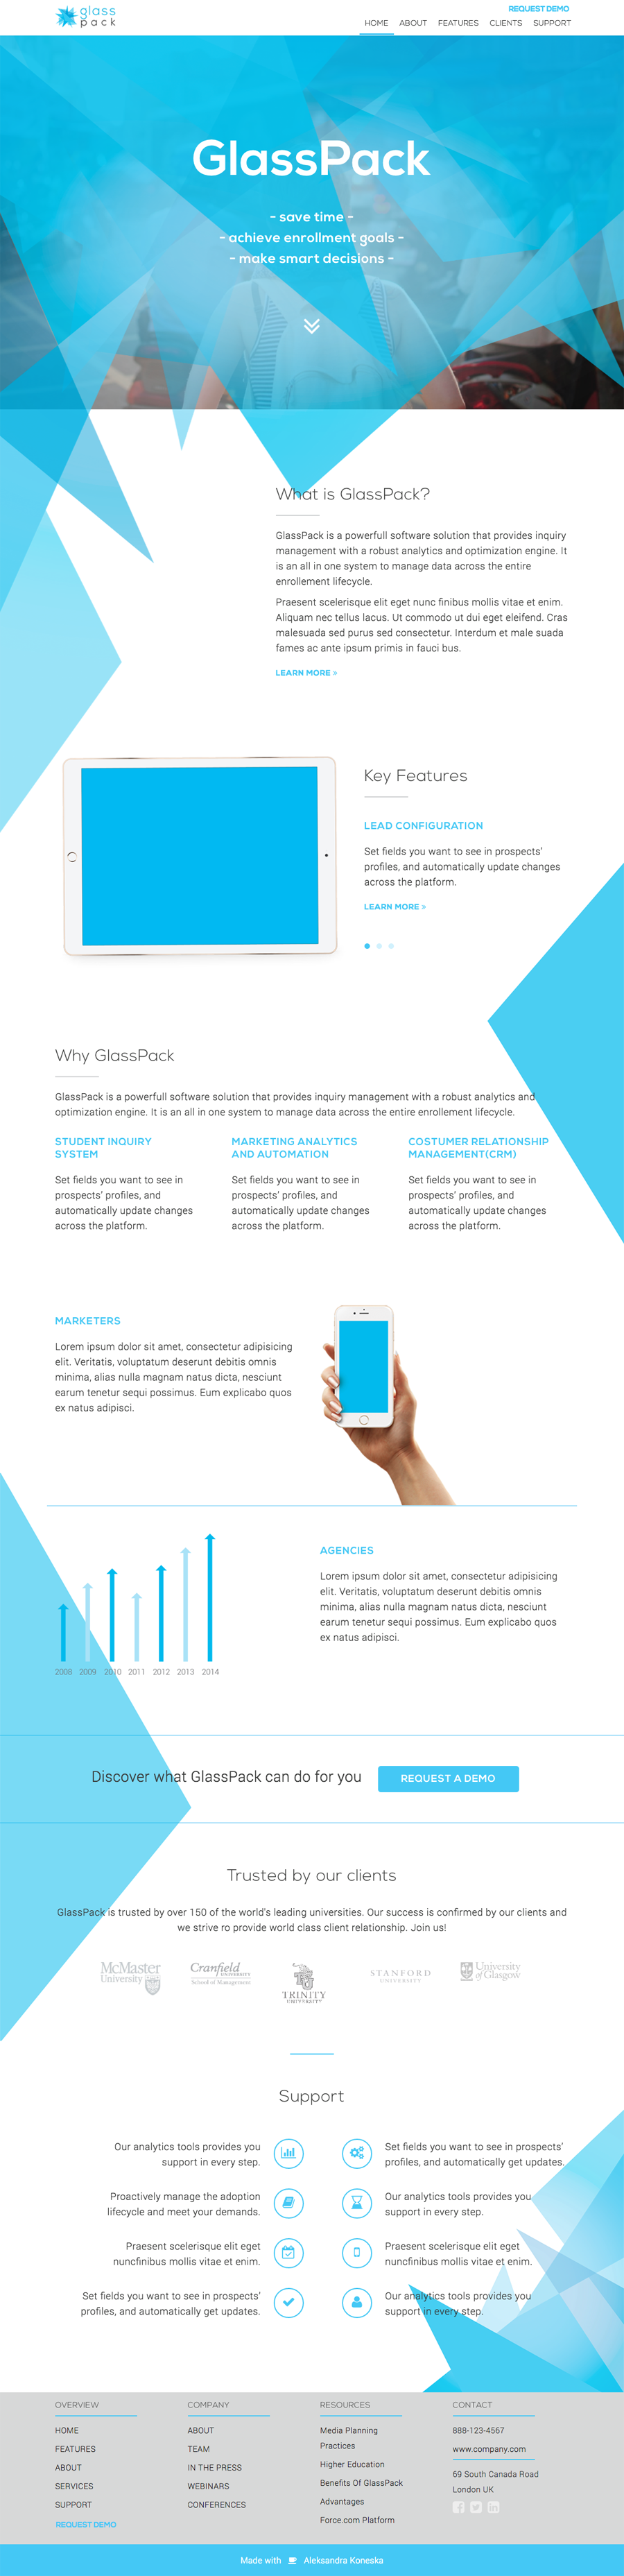 glass
pack
REQUEST DEMO
HOME ABOUT FEATURES CLIENTS SUPPORT
GlassPack
- save time -
- achieve enrollment goals -
- make smart decisions -
What is GlassPack?
GlassPack is a powerfull software solution that provides inquiry
management with a robust analytics and optimization engine. It
is an all in one system to manage data across the entire
enrollement lifecycle.
Praesent scelerisque elit eget nunc finibus mollis vitae et enim.
Aliquam nec tellus lacus. Ut commodo ut dui eget eleifend. Cras
malesuada sed purus sed consectetur. Interdum et male suada
fames ac ante ipsum primis in fauci bus.
LEARN MORE »
Key Features
LEAD CONFIGURATION
Set fields you want to see in prospects'
profiles, and automatically update changes
across the platform.
LEARN MORE »
Why GlassPack
GlassPack is a powerfull software solution that provides inquiry management with a robust analytics and
optimization engine. It is an all in one system to manage data across the entire enrollement lifecycle.
STUDENT INQUIRY
SYSTEM
Set fields you want to see in
prospects' profiles, and
automatically update changes
across the platform.
MARKETING ANALYTICS
AND AUTOMATION
Set fields you want to see in
prospects' profiles, and
automatically update changes
across the platform.
COSTUMER RELATIONSHIP
MANAGEMENT(CRM)
Set fields you want to see in
prospects' profiles, and
automatically update changes
across the platform.
MARKETERS
Lorem ipsum dolor sit amet, consectetur adipisicing
elit. Veritatis, voluptatum deserunt debitis omnis
minima, alias nulla magnam natus dicta, nesciunt
earum tenetur sequi possimus. Eum explicabo quos
ex natus adipisci.
2008 2009 2010 2011 2012 2013 2014
AGENCIES
Lorem ipsum dolor sit amet, consectetur adipisicing
elit. Veritatis, voluptatum deserunt debitis omnis
minima, alias nulla magnam natus dicta, nesciunt
earum tenetur sequi possimus. Eum explicabo quos
ex natus adipisci.
Discover what GlassPack can do for you
REQUEST A DEMO
Trusted by our clients
GlassPack is trusted by over 150 of the world's leading universities. Our success is confirmed by our clients and
we strive ro provide world class client relationship. Join us!
McMaster
University
Cranfield
UNIVERSITY
School of Management
TRINITY
UNIVERSITY
STANFORD
UNIVERSITY
University
of Glasgow
Support
Our analytics tools provides you
support in every step.
Set fields you want to see in prospects'
profiles, and automatically get updates.
Proactively manage the adoption
lifecycle and meet your demands.
Our analytics tools provides you
support in every step.
Praesent scelerisque elit eget
nuncfinibus mollis vitae et enim.
Praesent scelerisque elit eget
nuncfinibus mollis vitae et enim.
Set fields you want to see in prospects'
profiles, and automatically get updates.
Our analytics tools provides you
support in every step.
OVERVIEW
HOME
FEATURES
ABOUT
SERVICES
SUPPORT
REQUEST DEMO
COMPANY
ABOUT
TEAM
IN THE PRESS
WEBINARS
CONFERENCES
RESOURCES
Media Planning
Practices
Higher Education
Benefits Of GlassPack
Advantages
Force.com Platform
CONTACT
888-123-4567
www.company.com
69 South Canada Road
London UK
Made with Aleksandra Koneska